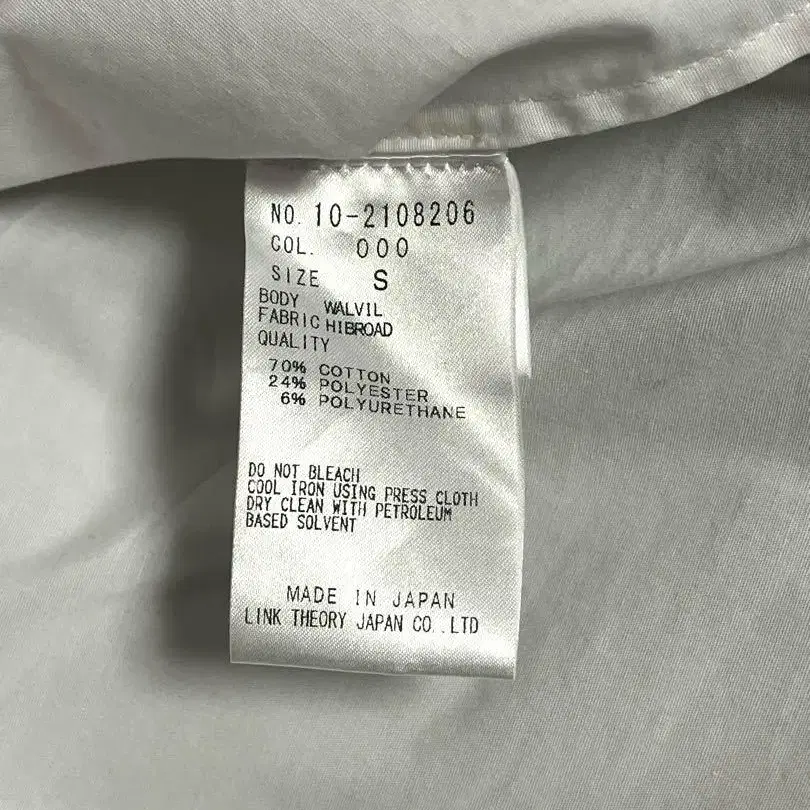 NO. 10-2108206
COL. 000
SIZE S
BODY WALVIL
FABRIC HIBROAD
QUALITY
70% COTTON
24% POLYESTER
6% POLYURETHANE
DO NOT BLEACH
COOL IRON USING PRESS CLOTH
DRY CLEAN WITH PETROLEUM
BASED SOLVENT
MADE IN JAPAN
LINK THEORY JAPAN CO.,LTD